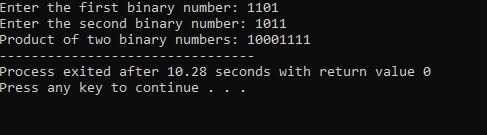 Enter the first binary number: 1101
Enter the second binary number: 1011
Product of two binary numbers: 10001111
--------------------------------
Process exited after 10.28 seconds with return value 0
Press any key to continue . . .